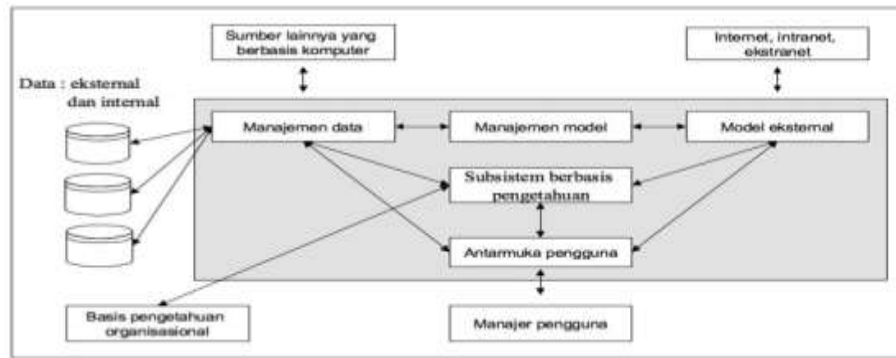 Sumber lainnya yang
berbasis komputer
Internet, intranet,
ekstranet
Data : eksternal
dan internal
Manajemen data
Manajemen model
Model eksternal
Subsistem berbasis
pengetahuan
Antarmuka pengguna
Basis pengetahuan
organisasional
Manajer pengguna